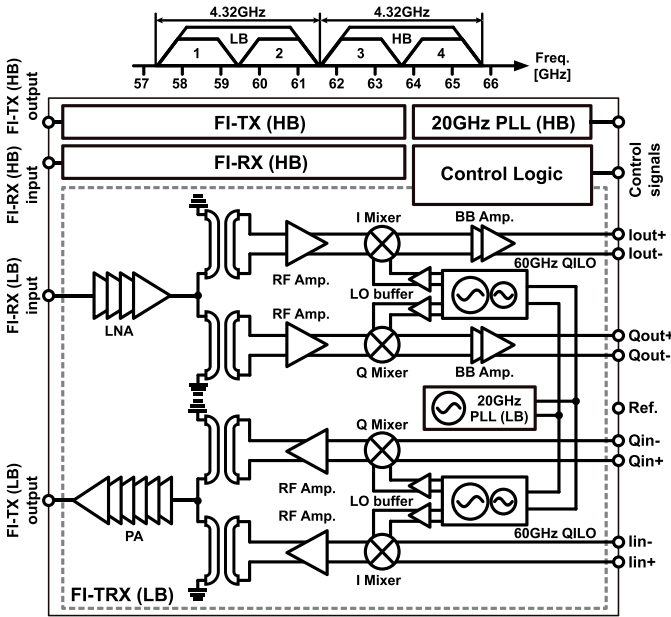 4.32GHz 4.32GHz
LB HB
1 2 3 4
Freq.
[GHz]
57 58 59 60 61 62 63 64 65 66
FI-TX (HB)
output
FI-TX (HB)
20GHz PLL (HB)
FI-RX (HB)
input
FI-RX (HB)
Control Logic
Control
signals
I Mixer
BB Amp.
Iout+
Iout-
RF Amp.
60GHz QILO
LO buffer
FI-RX (LB)
input
LNA
RF Amp.
Qout+
Qout-
Q Mixer
BB Amp.
20GHz
PLL (LB)
Ref.
Q Mixer
Qin-
Qin+
RF Amp.
LO buffer
FI-TX (LB)
output
PA
RF Amp.
60GHz QILO
Iin-
Iin+
I Mixer
FI-TRX (LB)